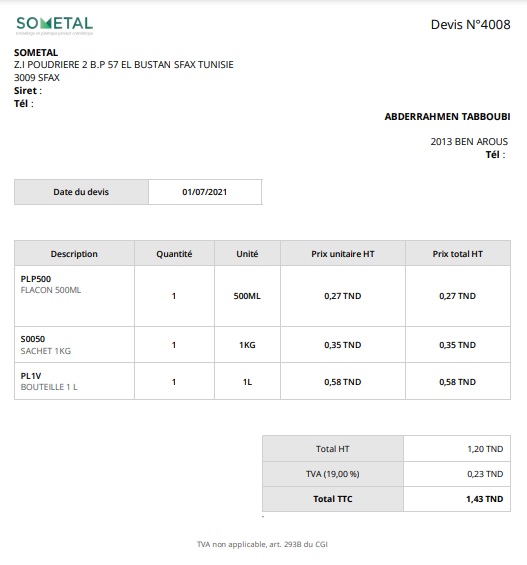 SOMETAL
Devis N°4008
SOMETAL
Z.I POUDRIERE 2 B.P 57 EL BUSTAN SFAX TUNISIE
3009 SFAX
Siret :
Tél :
ABDERRAHMEN TABBOUBI
2013 BEN AROUS
Tél :
Date du devis 01/07/2021
Description Quantité Unité Prix unitaire HT Prix total HT
PLP500
FLACON 500ML
1 500ML 0,27 TND 0,27 TND
S0050
SACHET 1KG
1 1KG 0,35 TND 0,35 TND
PL1V
BOUTEILLE 1 L
1 1L 0,58 TND 0,58 TND
Total HT 1,20 TND
TVA (19,00 %) 0,23 TND
Total TTC 1,43 TND
TVA non applicable, art. 293B du CGI